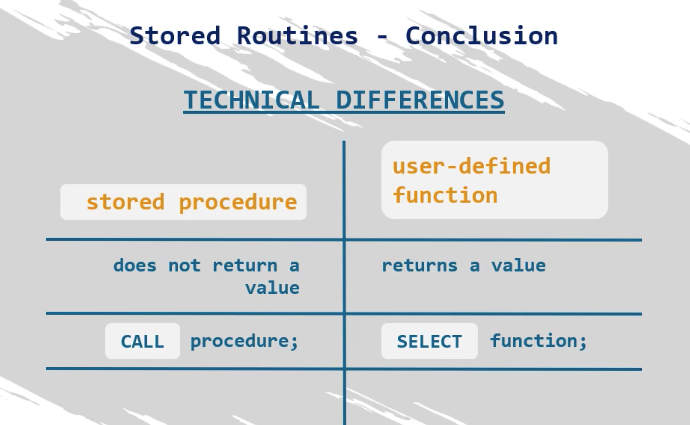 Stored Routines - Conclusion
TECHNICAL DIFFERENCES
stored procedure
user-defined
function
does not return a
value
returns a value
CALL procedure;
SELECT function;